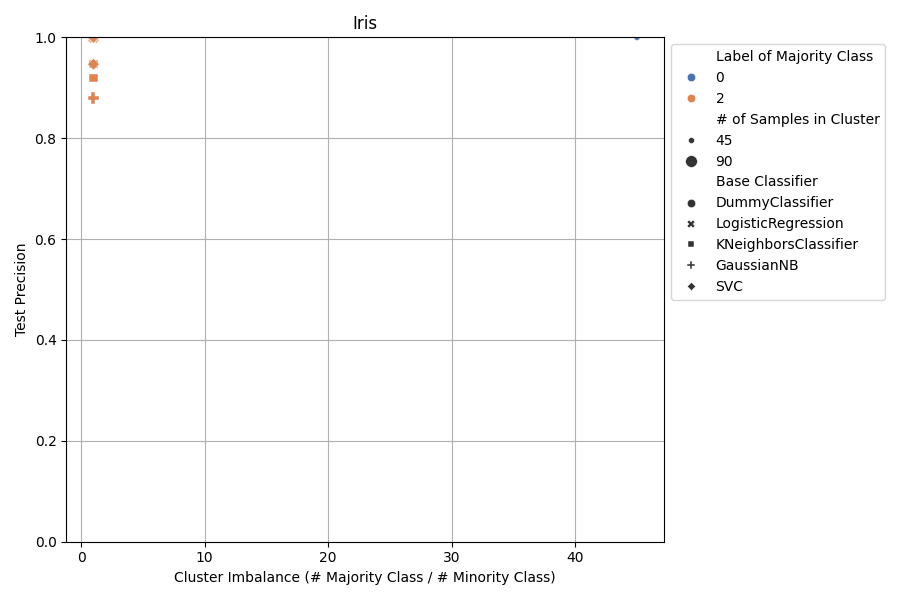 Iris
1.0
0.8
0.6
0.4
0.2
0.0
Test Precision
0
10
20
30
40
Cluster Imbalance (# Majority Class / # Minority Class)
Label of Majority Class
0
2
# of Samples in Cluster
45
90
Base Classifier
DummyClassifier
LogisticRegression
KNeighborsClassifier
GaussianNB
SVC